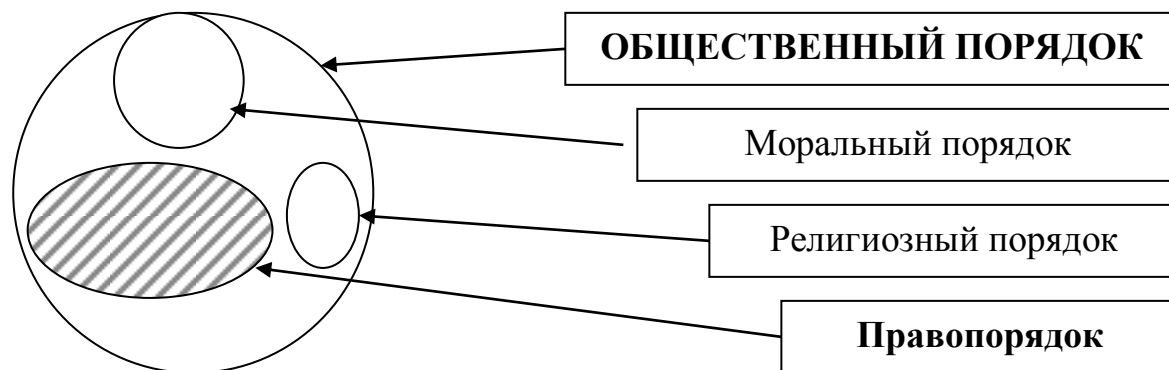 ОБЩЕСТВЕННЫЙ ПОРЯДОК
Моральный порядок
Религиозный порядок
Правопорядок